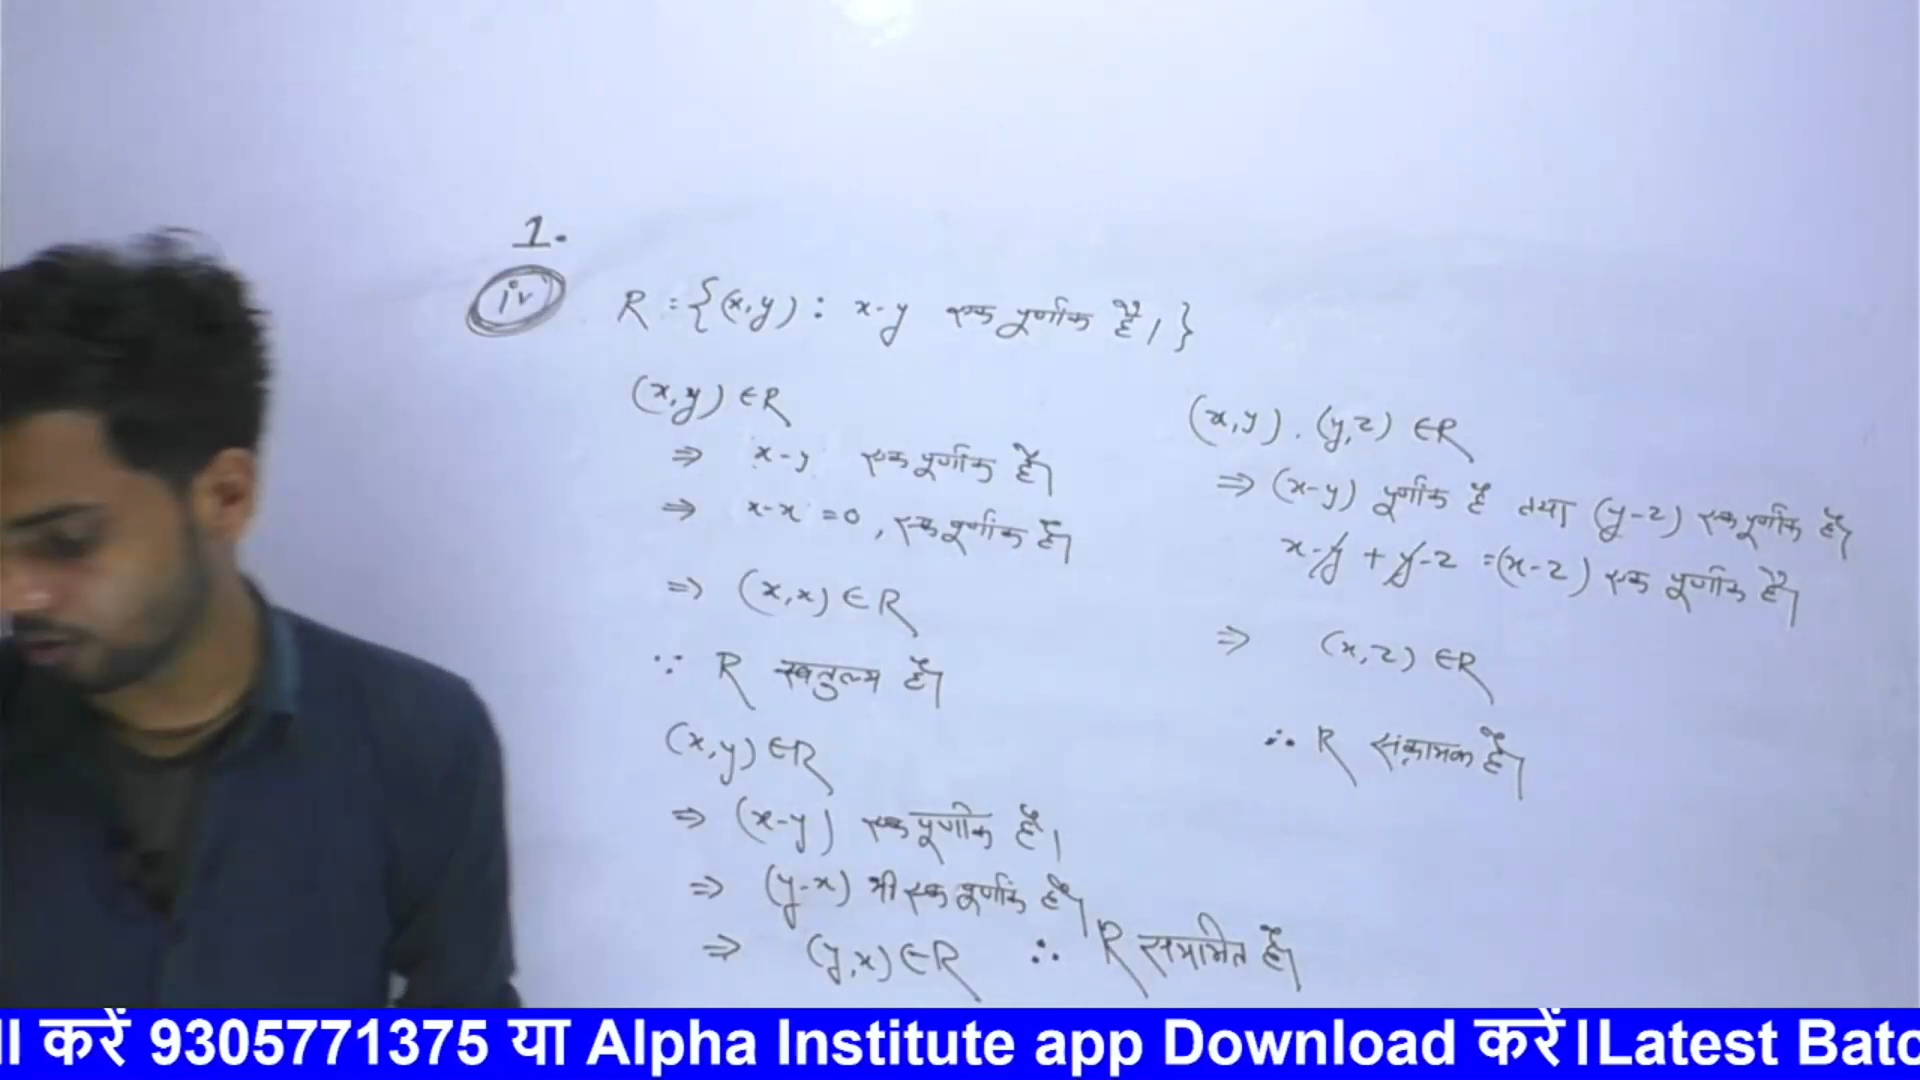 1.
iv R = {(x,y) : x-y एक पूर्णांक है।}
(x,y) ∈ R
⇒ x-y एक पूर्णांक है।
⇒ x-x = 0, एक पूर्णांक है।
⇒ (x,x) ∈ R
∵ R स्वतुल्य है।
(x,y) ∈ R
⇒ (x-y) एक पूर्णांक है।
⇒ (y-x) भी एक पूर्णांक है।
⇒ (y,x) ∈ R ∴ R सममित है।
(x,y) . (y,z) ∈ R
⇒ (x-y) पूर्णांक है तथा (y-z) एक पूर्णांक है।
x-y + y-z = (x-z) एक पूर्णांक है।
⇒ (x,z) ∈ R
∴ R संक्रामक है।
ll करें 9305771375 या Alpha Institute app Download करें।Latest Batc